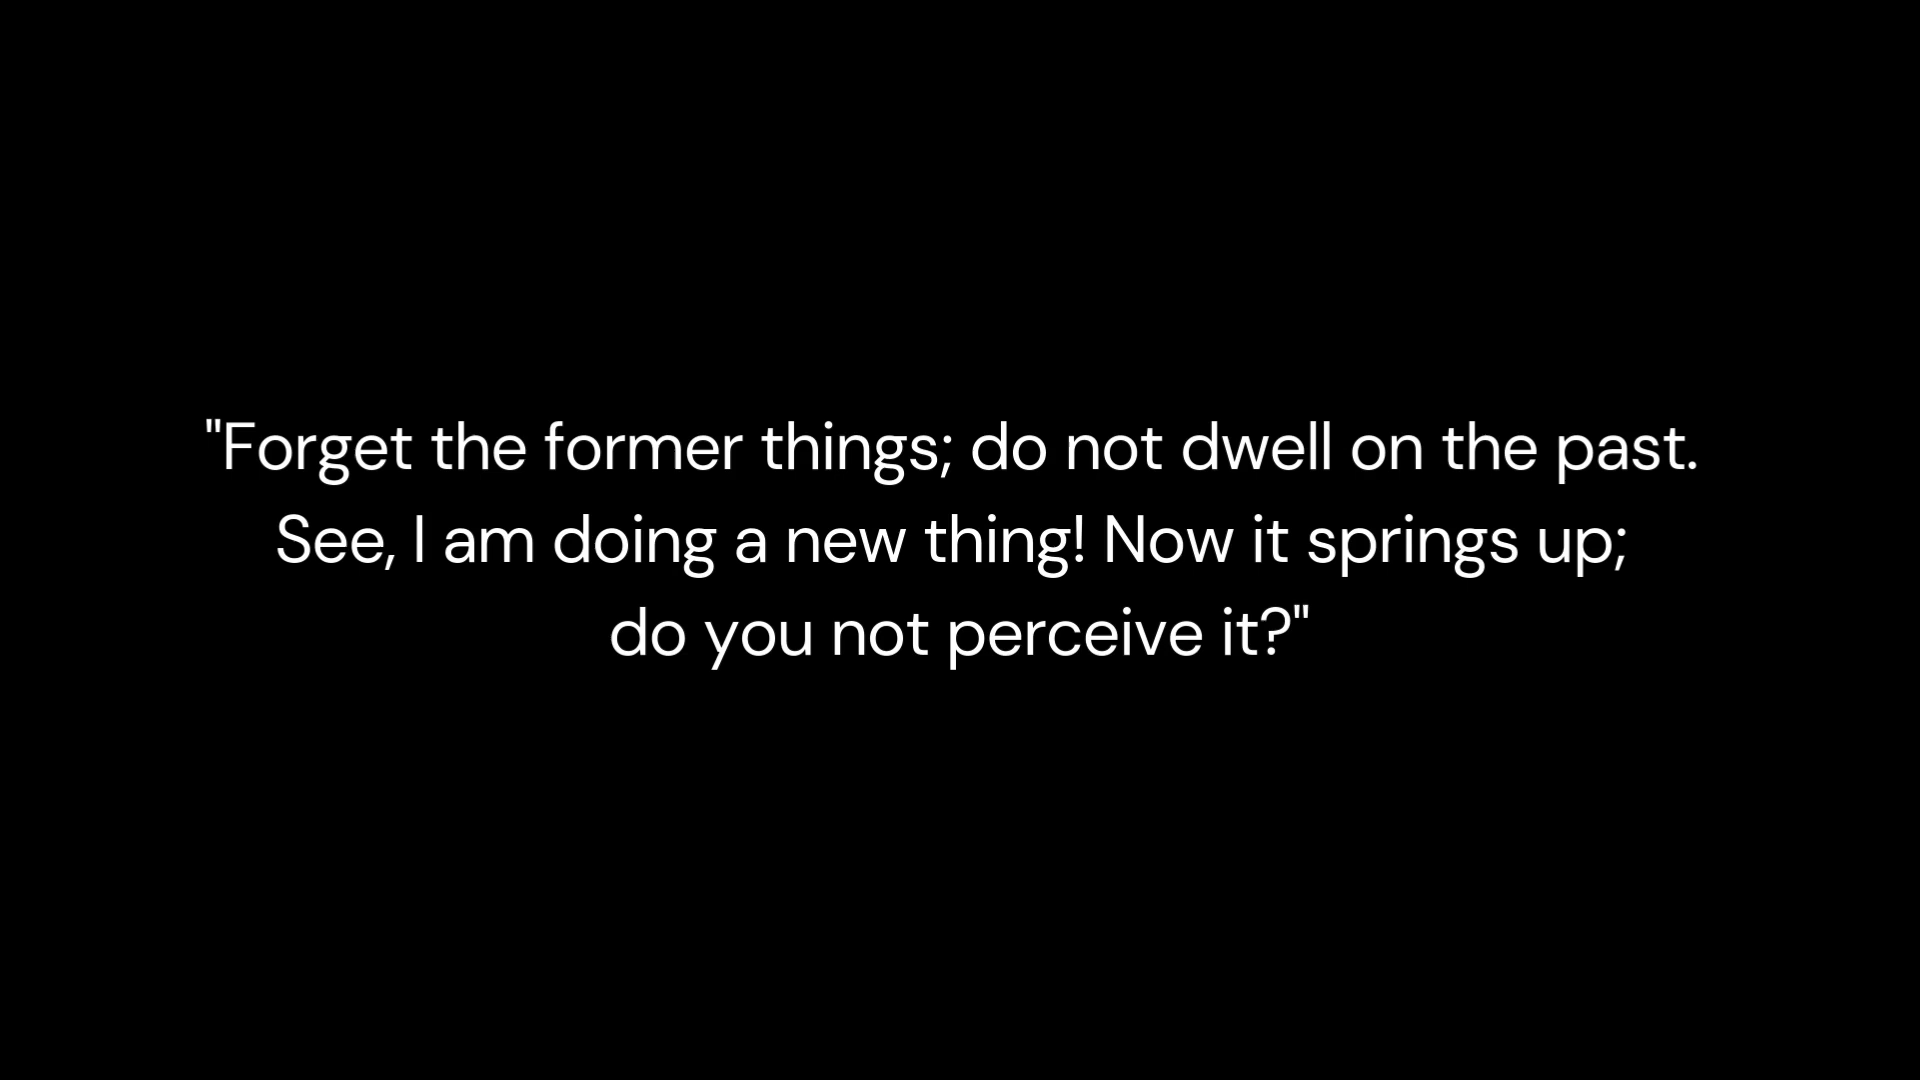 "Forget the former things; do not dwell on the past.
See, I am doing a new thing! Now it springs up;
do you not perceive it?"